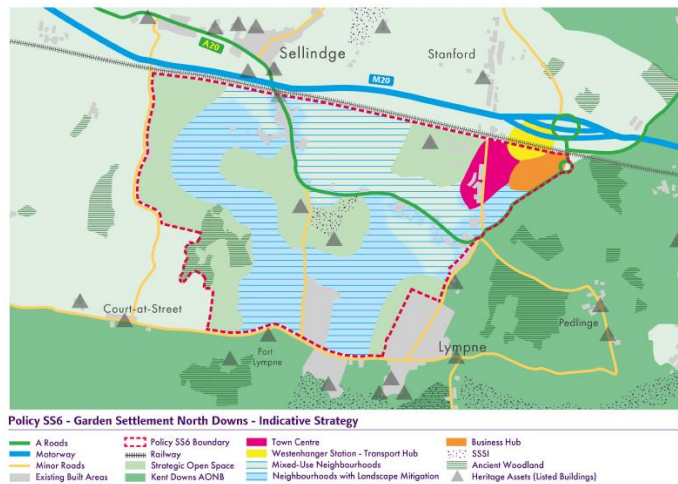 A20
Sellindge
Stanford
M20
Court-at-Street
Port
Lympne
Lympne
Pedlinge
Policy SS6 - Garden Settlement North Downs - Indicative Strategy
A Roads
Motorway
Minor Roads
Existing Built Areas
Policy SS6 Boundary
Railway
Strategic Open Space
Kent Downs AONB
Town Centre
Westenhanger Station - Transport Hub
Mixed-Use Neighbourhoods
Neighbourhoods with Landscape Mitigation
Business Hub
SSSI
Ancient Woodland
Heritage Assets (Listed Buildings)